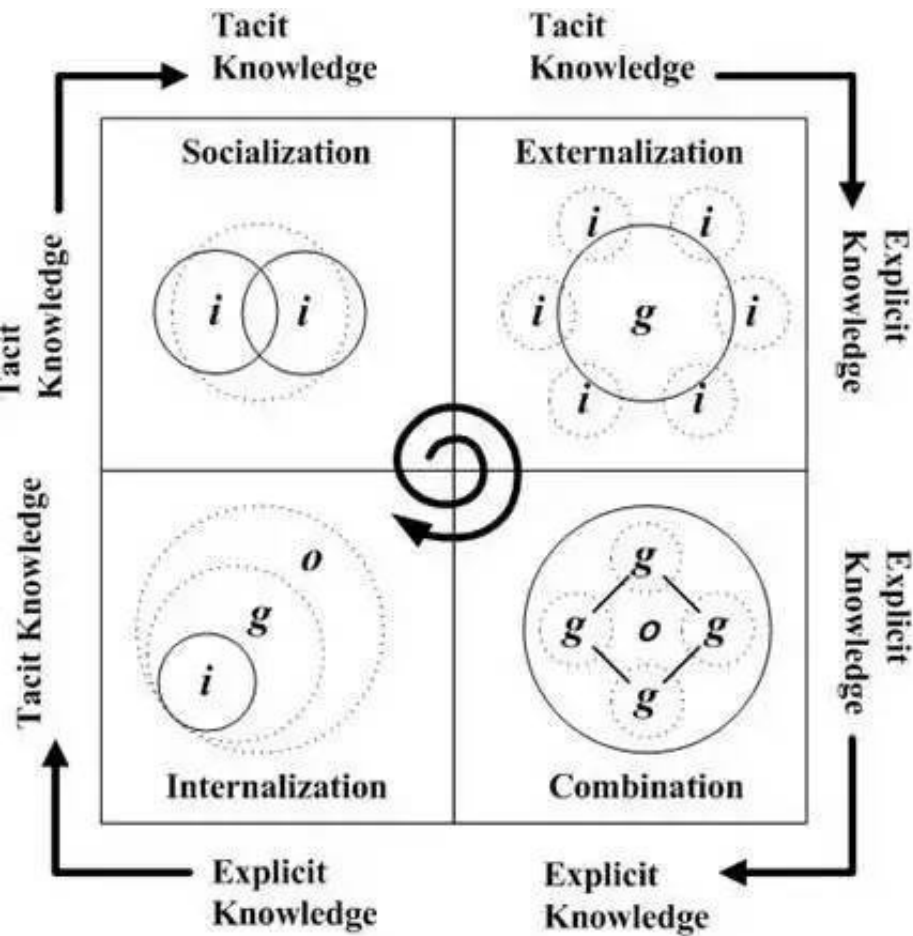 Tacit
Knowledge
Tacit
Knowledge
Socialization
Externalization
Tacit
Knowledge
i
i
i
i
i
g
i
i
i
Explicit
Knowledge
Tacit Knowledge
o
g
i
g
g
o
g
g
Explicit
Knowledge
Internalization
Combination
Explicit
Knowledge
Explicit
Knowledge